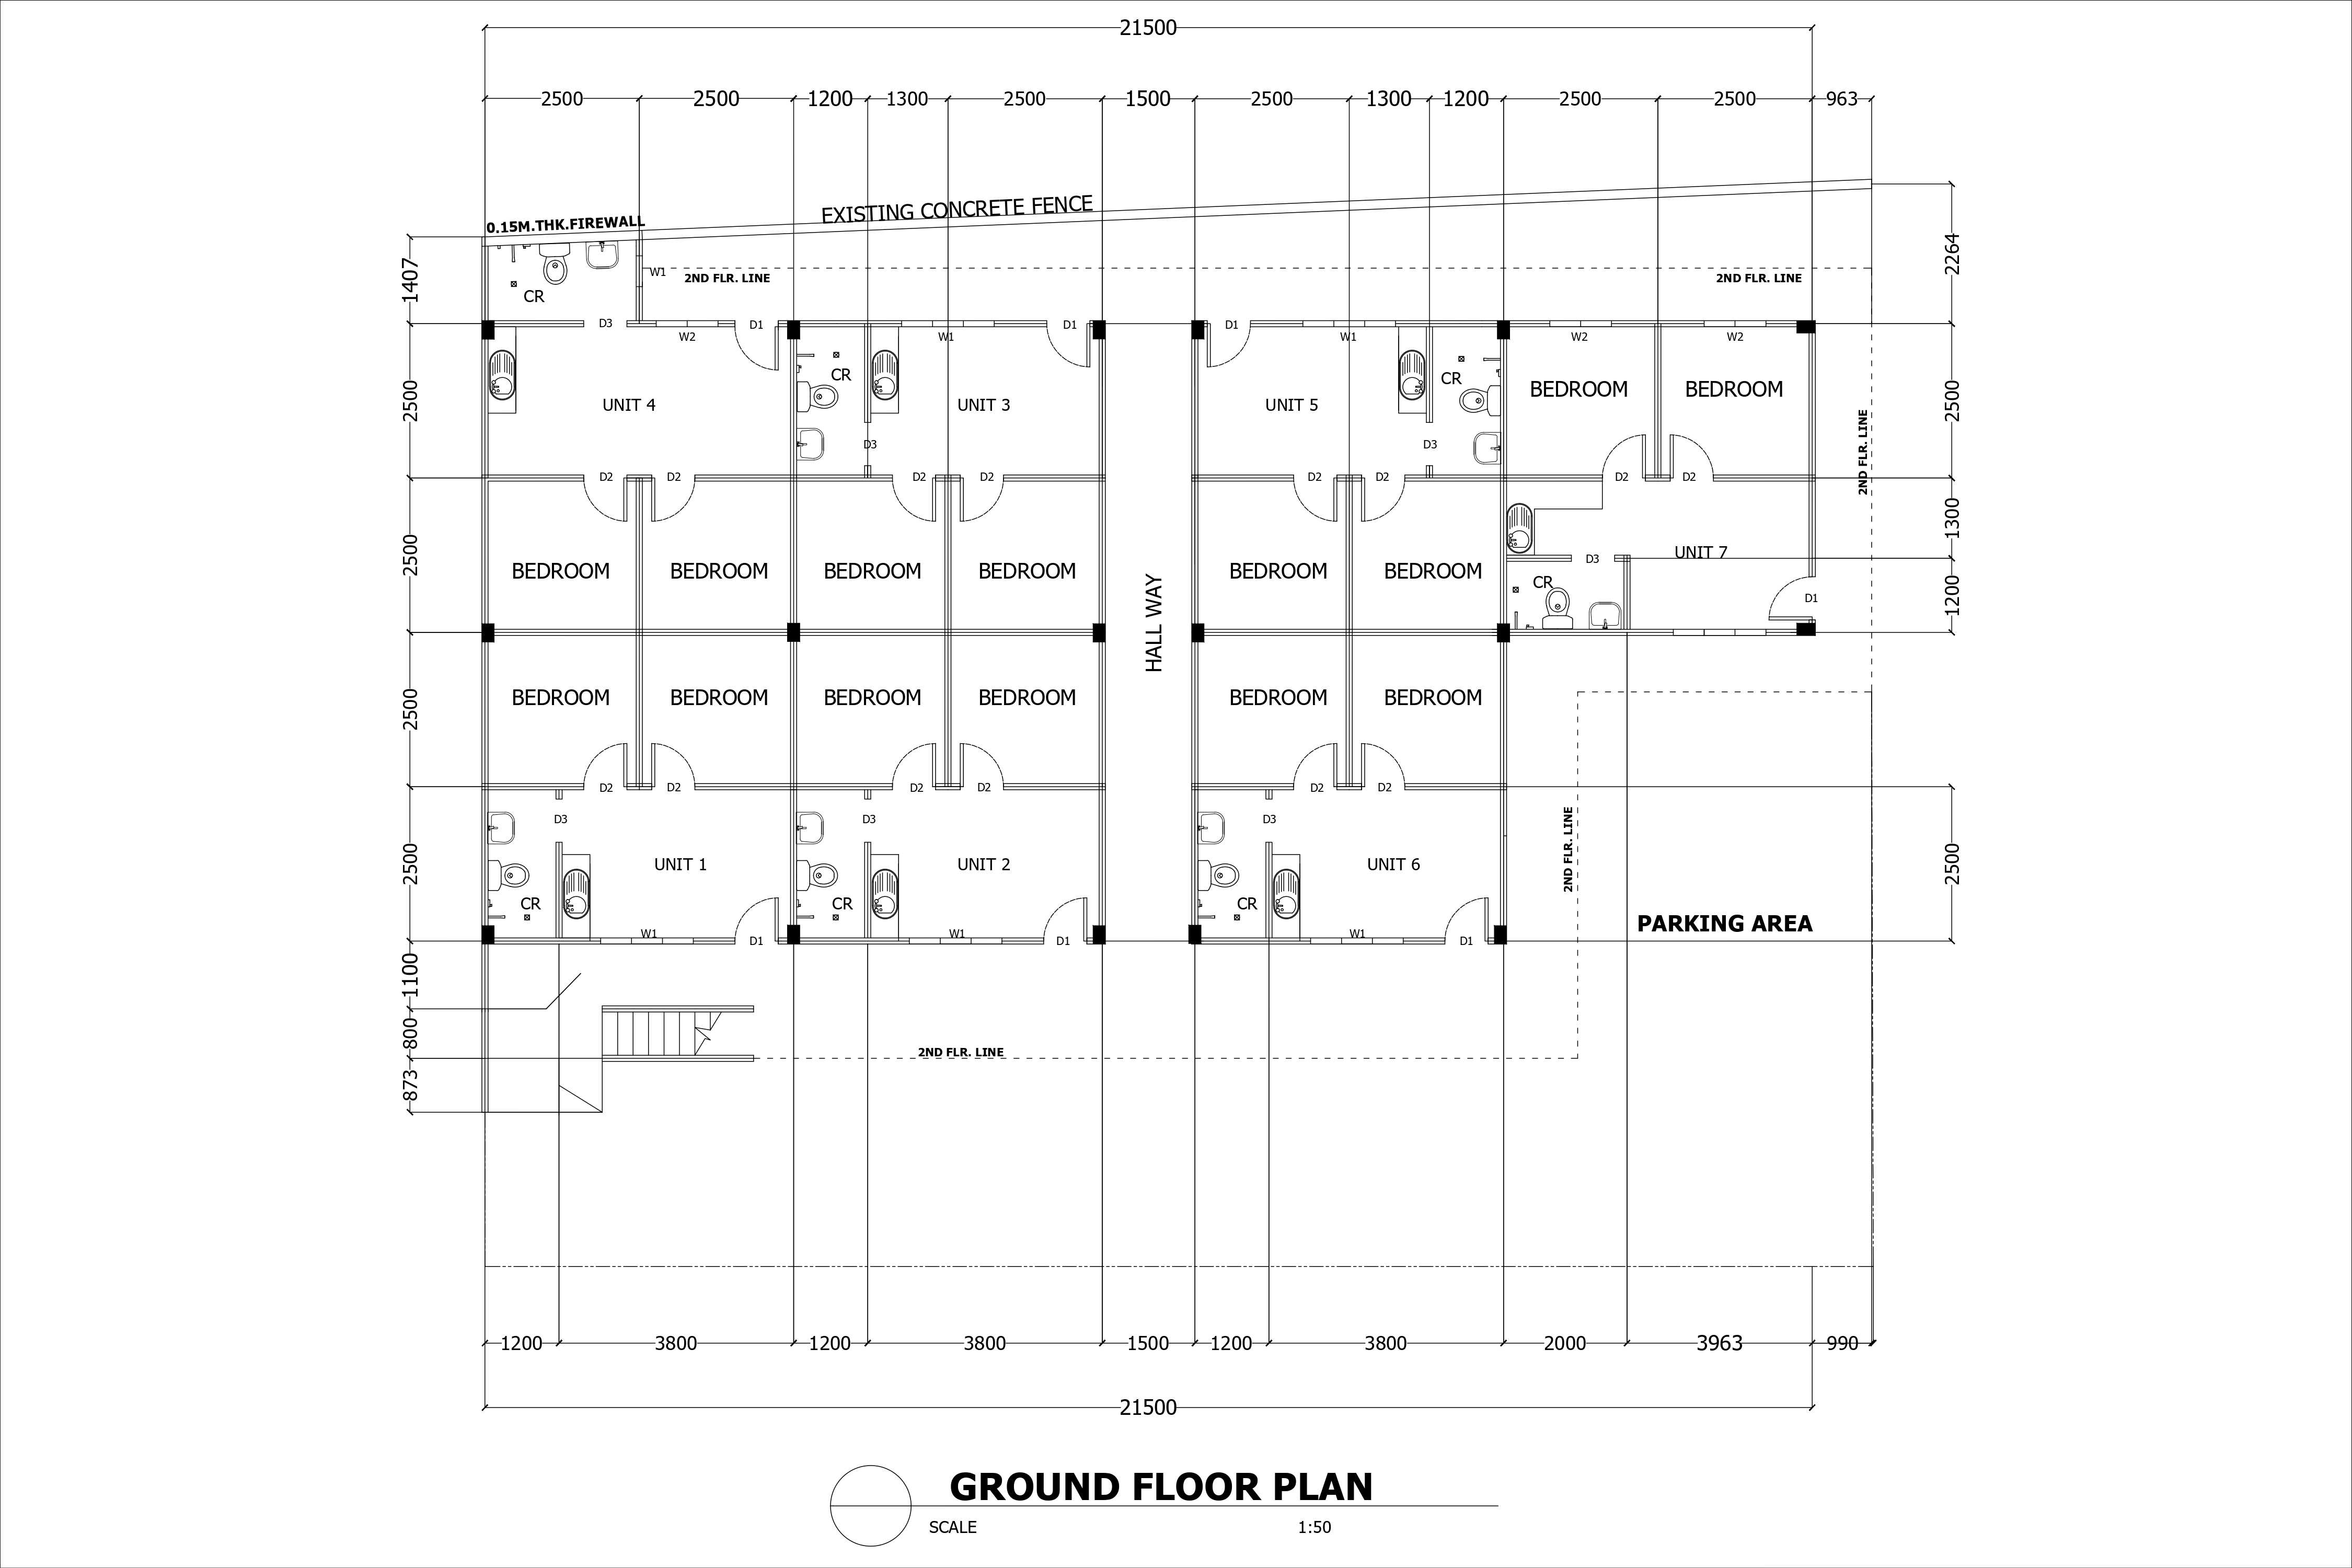 21500
2500 2500 1200 1300 2500 1500 2500 1300 1200 2500 2500 963
EXISTING CONCRETE FENCE
0.15M.THK.FIREWALL
1407
W1
2ND FLR. LINE
2ND FLR. LINE
2264
CR
D3 W2 D1 W1 D1 D1 W1 W2 W2
2500
UNIT 4
CR
UNIT 3
UNIT 5
CR
BEDROOM BEDROOM
2500
D3 D3
2ND FLR. LINE
D2 D2 D2 D2 D2 D2 D2 D2
2500
BEDROOM BEDROOM BEDROOM BEDROOM BEDROOM BEDROOM
1300
UNIT 7
D3
CR
D1
1200
HALL WAY
2500
BEDROOM BEDROOM BEDROOM BEDROOM BEDROOM BEDROOM
D2 D2 D2 D2 D2 D2
D3 D3 D3
2500
UNIT 1 UNIT 2 UNIT 6
2ND FLR. LINE
2500
CR CR CR
PARKING AREA
W1 D1 W1 D1 W1 D1
1100
800
2ND FLR. LINE
873
1200 3800 1200 3800 1500 1200 3800 2000 3963 990
21500
GROUND FLOOR PLAN
SCALE 1:50